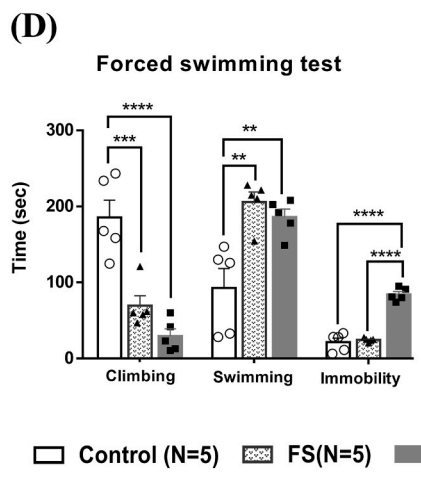 (D)
Forced swimming test
Time (sec)
300
200
100
0
**** 
***
**
**
****
****
Climbing Swimming Immobility
Control (N=5) FS(N=5)